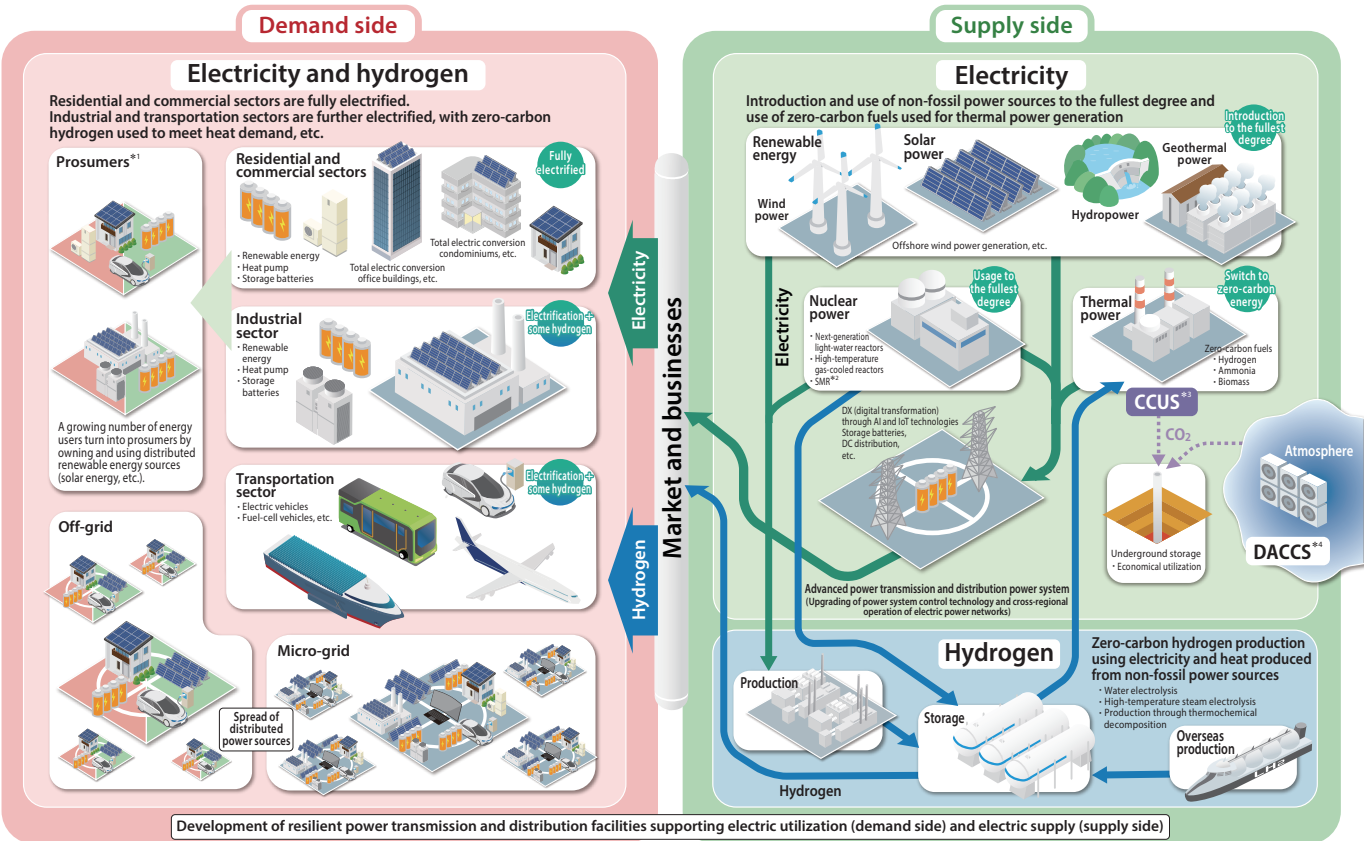 Demand side
Electricity and hydrogen
Residential and commercial sectors are fully electrified.
Industrial and transportation sectors are further electrified, with zero-carbon
hydrogen used to meet heat demand, etc.
Prosumers*1
A growing number of energy
users turn into prosumers by
owning and using distributed
renewable energy sources
(solar energy, etc.).
Residential and
commercial sectors
・Renewable energy
・Heat pump
・Storage batteries
Total electric conversion
office buildings, etc.
Total electric conversion
condominiums, etc.
Fully
electrified
Industrial
sector
・Renewable
energy
・Heat pump
・Storage
batteries
Electrification +
some hydrogen
Transportation
sector
・Electric vehicles
・Fuel-cell vehicles, etc.
Electrification +
some hydrogen
Off-grid
Micro-grid
Spread of
distributed
power sources
Electricity
Hydrogen
Market and businesses
Supply side
Electricity
Introduction and use of non-fossil power sources to the fullest degree and
use of zero-carbon fuels used for thermal power generation
Introduction
to the fullest
degree
Renewable
energy
Wind
power
Solar
power
Hydropower
Geothermal
power
Offshore wind power generation, etc.
Electricity
Nuclear
power
・Next-generation
light-water reactors
・High-temperature
gas-cooled reactors
・SMR*2
Usage to
the fullest
degree
Thermal
power
Switch to
zero-carbon
energy
Zero-carbon fuels
・Hydrogen
・Ammonia
・Biomass
CCUS*3
CO2
Atmosphere
DACCS*4
Underground storage
・Economical utilization
DX (digital transformation)
through AI and IoT technologies
Storage batteries,
DC distribution,
etc.
Advanced power transmission and distribution power system
(Upgrading of power system control technology and cross-regional
operation of electric power networks)
Hydrogen
Zero-carbon hydrogen production
using electricity and heat produced
from non-fossil power sources
・Water electrolysis
・High-temperature steam electrolysis
・Production through thermochemical
decomposition
Production
Storage
Overseas
production
LH2
Hydrogen
Development of resilient power transmission and distribution facilities supporting electric utilization (demand side) and electric supply (supply side)